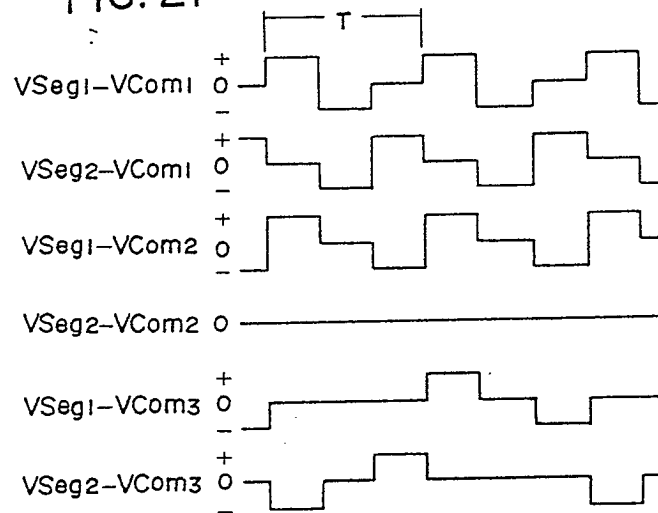 T
+
VSeg1-VCom1 0
-
+
VSeg2-VCom1 0
-
+
VSeg1-VCom2 0
-
VSeg2-VCom2 0
+
VSeg1-VCom3 0
-
+
VSeg2-VCom3 0
-